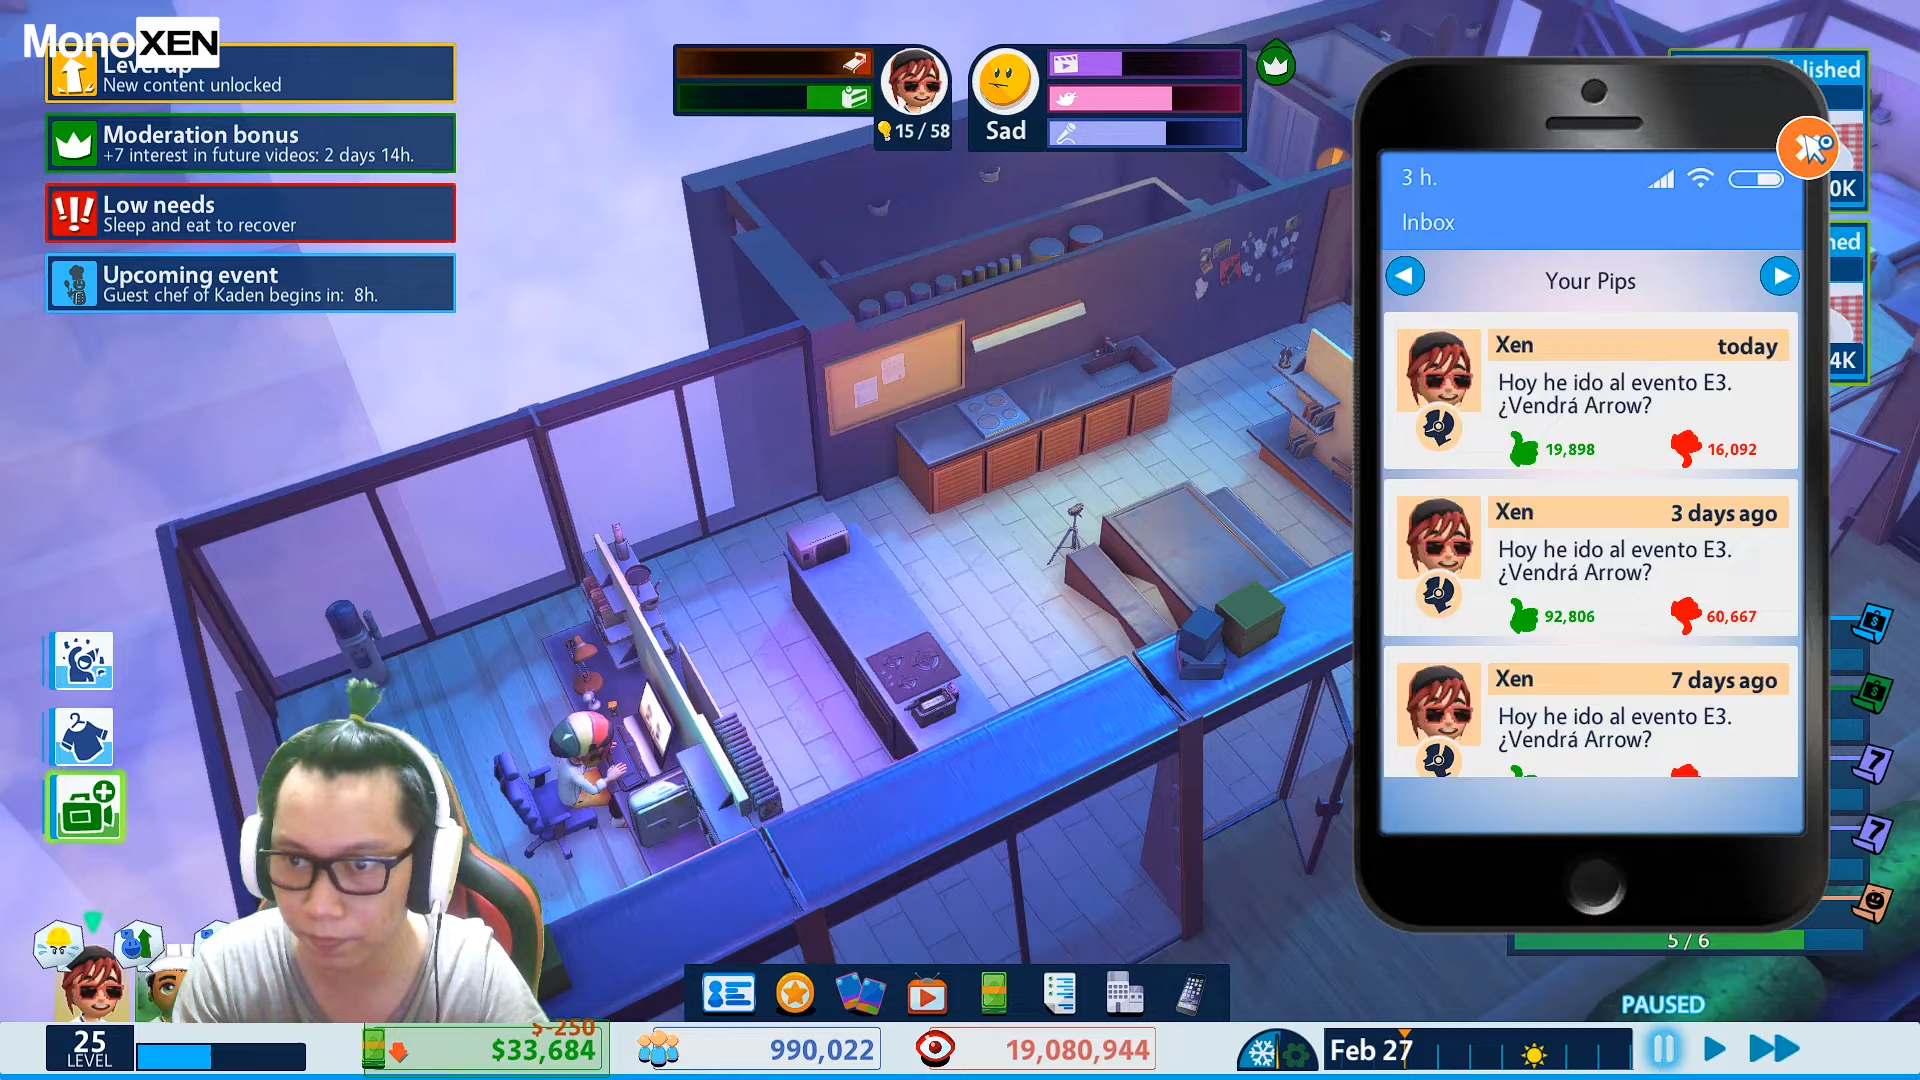 MonoXEN
Level up
New content unlocked
Moderation bonus
+7 interest in future videos: 2 days 14h.
Low needs
Sleep and eat to recover
Upcoming event
Guest chef of Kaden begins in: 8h.
15 / 58
Sad
3 h.
Inbox
Your Pips
Xen today
Hoy he ido al evento E3.
¿Vendrá Arrow?
19,898 16,092
Xen 3 days ago
Hoy he ido al evento E3.
¿Vendrá Arrow?
92,806 60,667
Xen 7 days ago
Hoy he ido al evento E3.
¿Vendrá Arrow?
5 / 6
PAUSED
25
LEVEL
$-250
$33,684
990,022
19,080,944
Feb 27